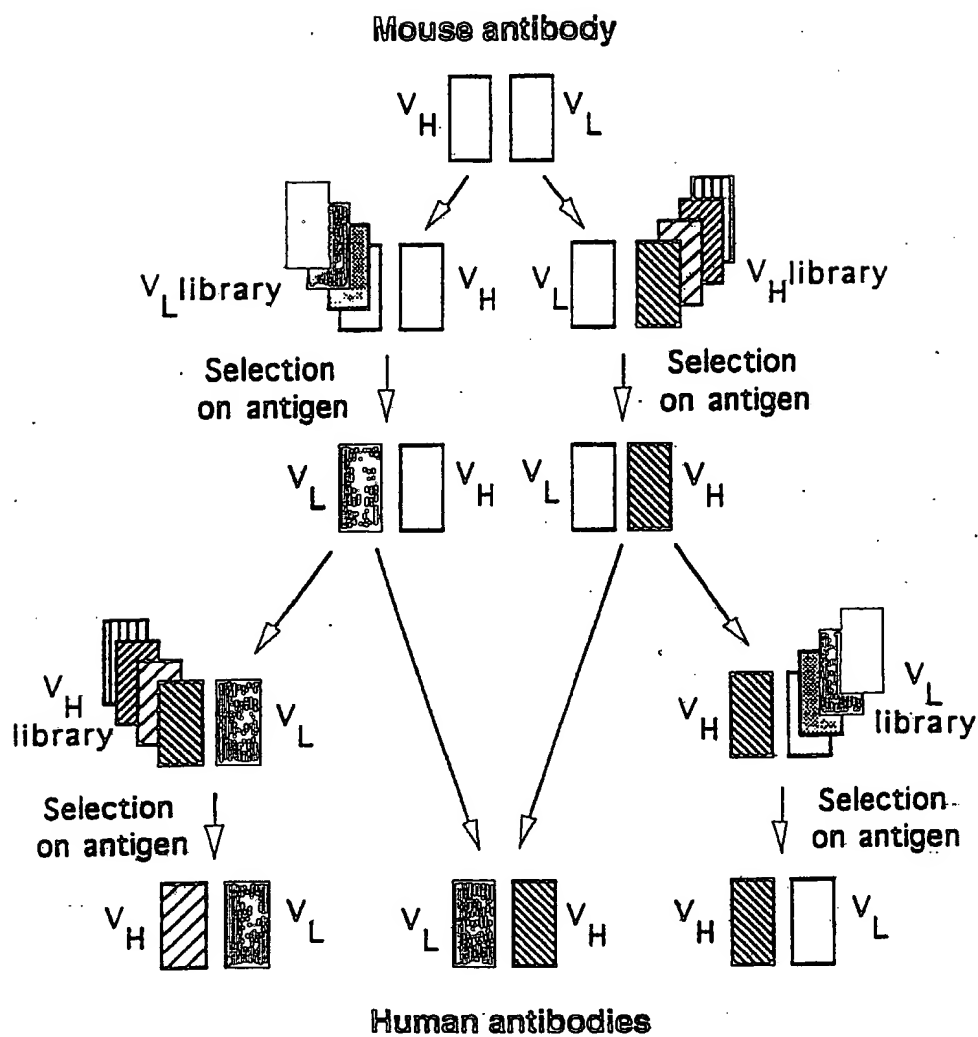 Mouse antibody
V H
V L
V L library
V H
V L
V H library
Selection
on antigen
Selection
on antigen
V L
V H
V L
V H
V H
library
V L
V H
V L
library
Selection
on antigen
Selection
on antigen
V H
V L
V L
V H
V H
V L
Human antibodies